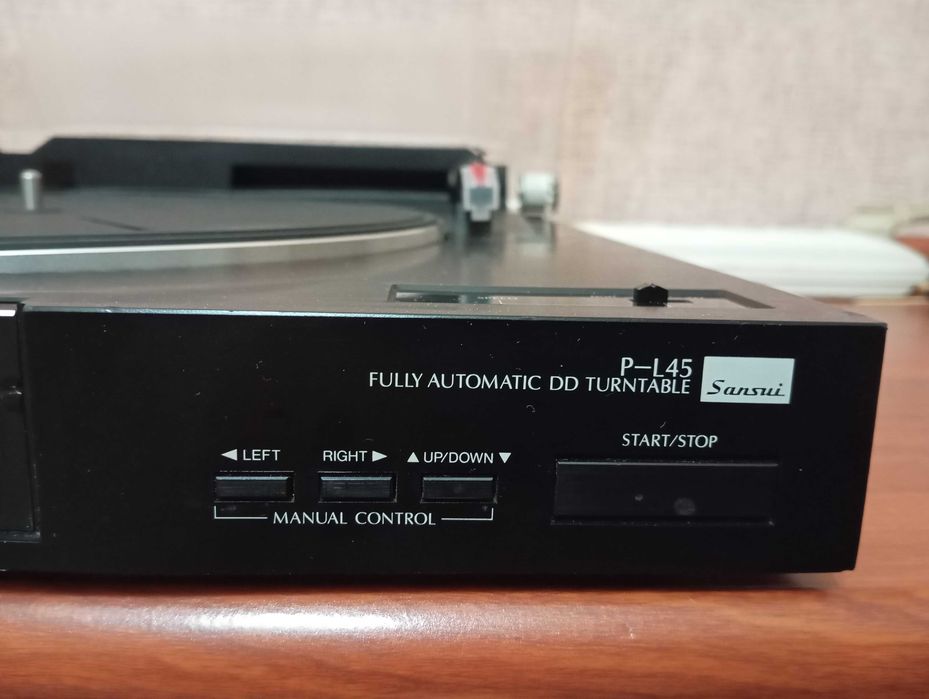 P-L45
FULLY AUTOMATIC DD TURNTABLE
Sansui
START/STOP
◄ LEFT
RIGHT ►
▲ UP/DOWN ▼
MANUAL CONTROL